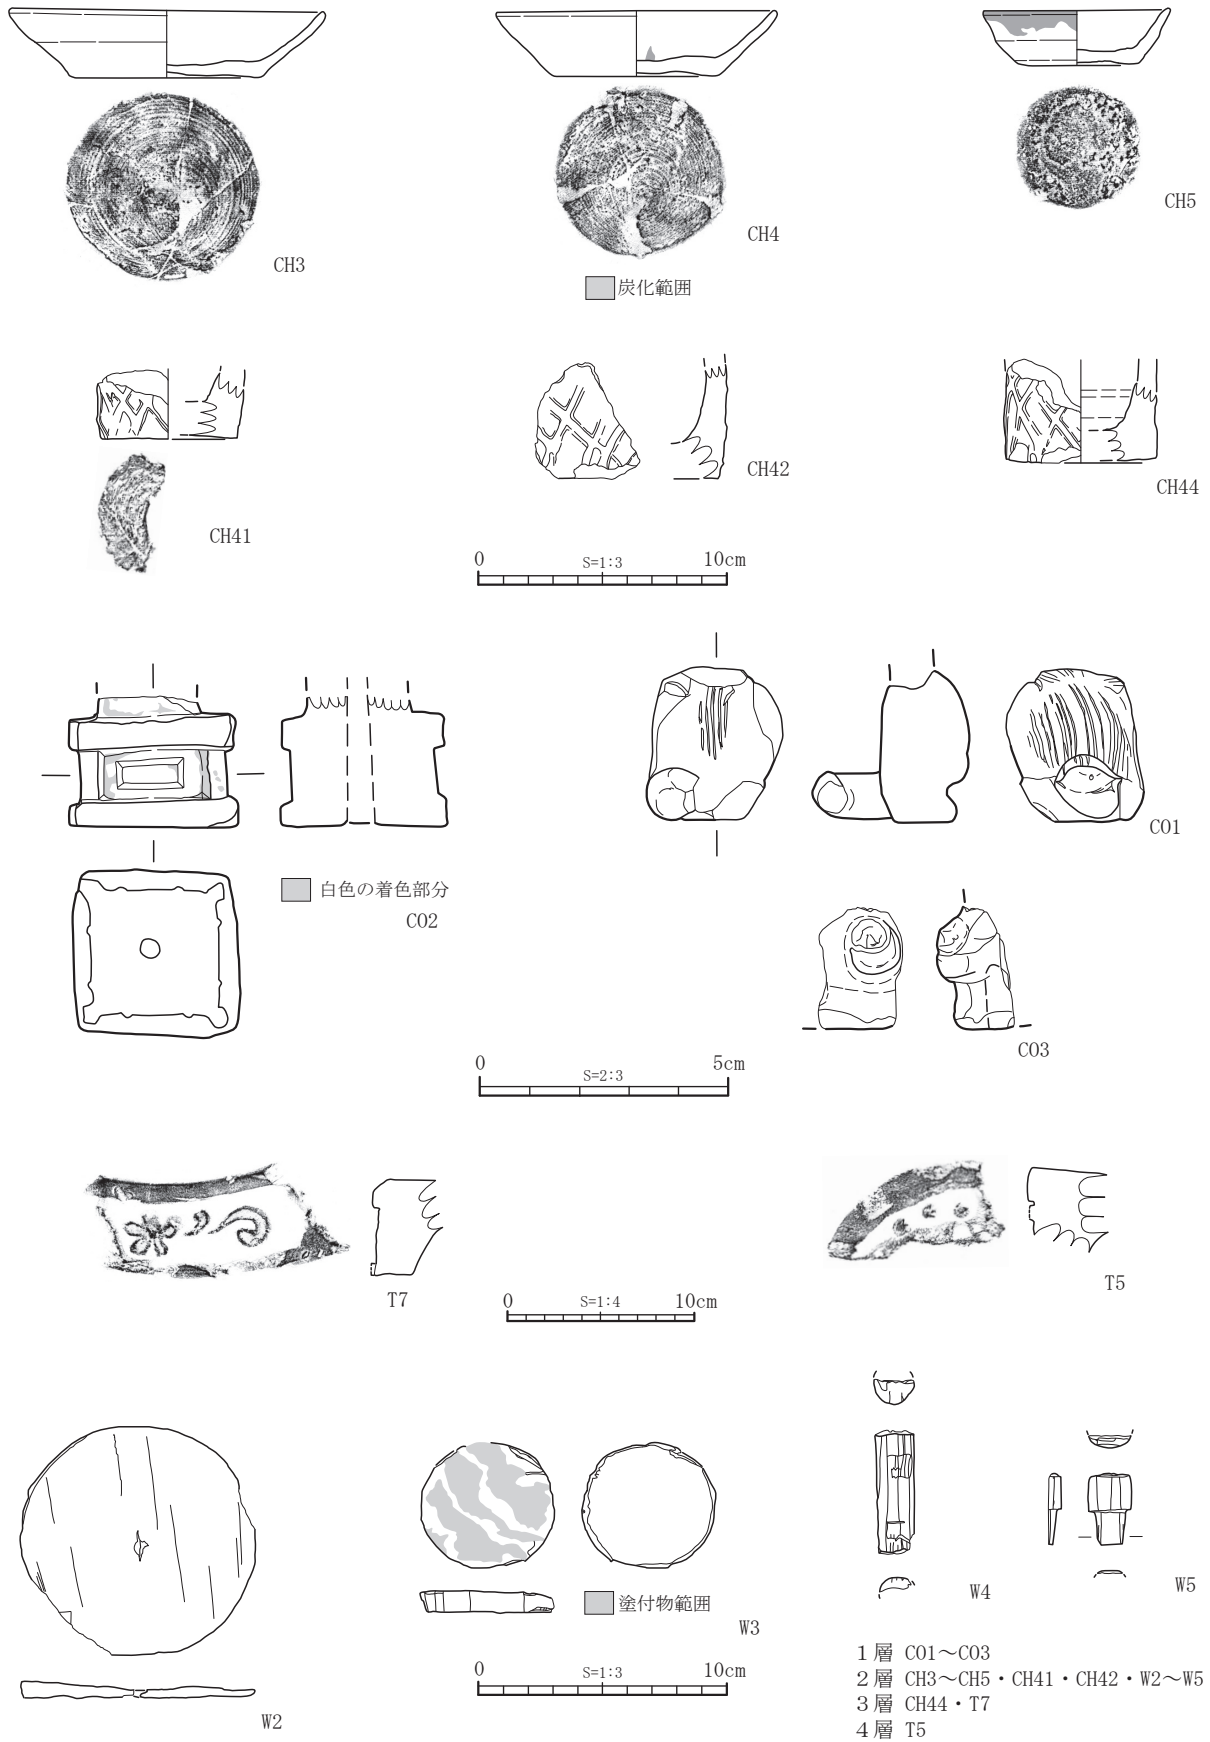 CH3
CH4
CH5
炭化範囲
CH41
CH42
CH44
0 S=1:3 10cm
白色の着色部分
CO2
CO1
CO3
0 S=2:3 5cm
T7
T5
0 S=1:4 10cm
W2
塗付物範囲
W3
W4
W5
0 S=1:3 10cm
1層 CO1～CO3
2層 CH3～CH5・CH41・CH42・W2～W5
3層 CH44・T7
4層 T5